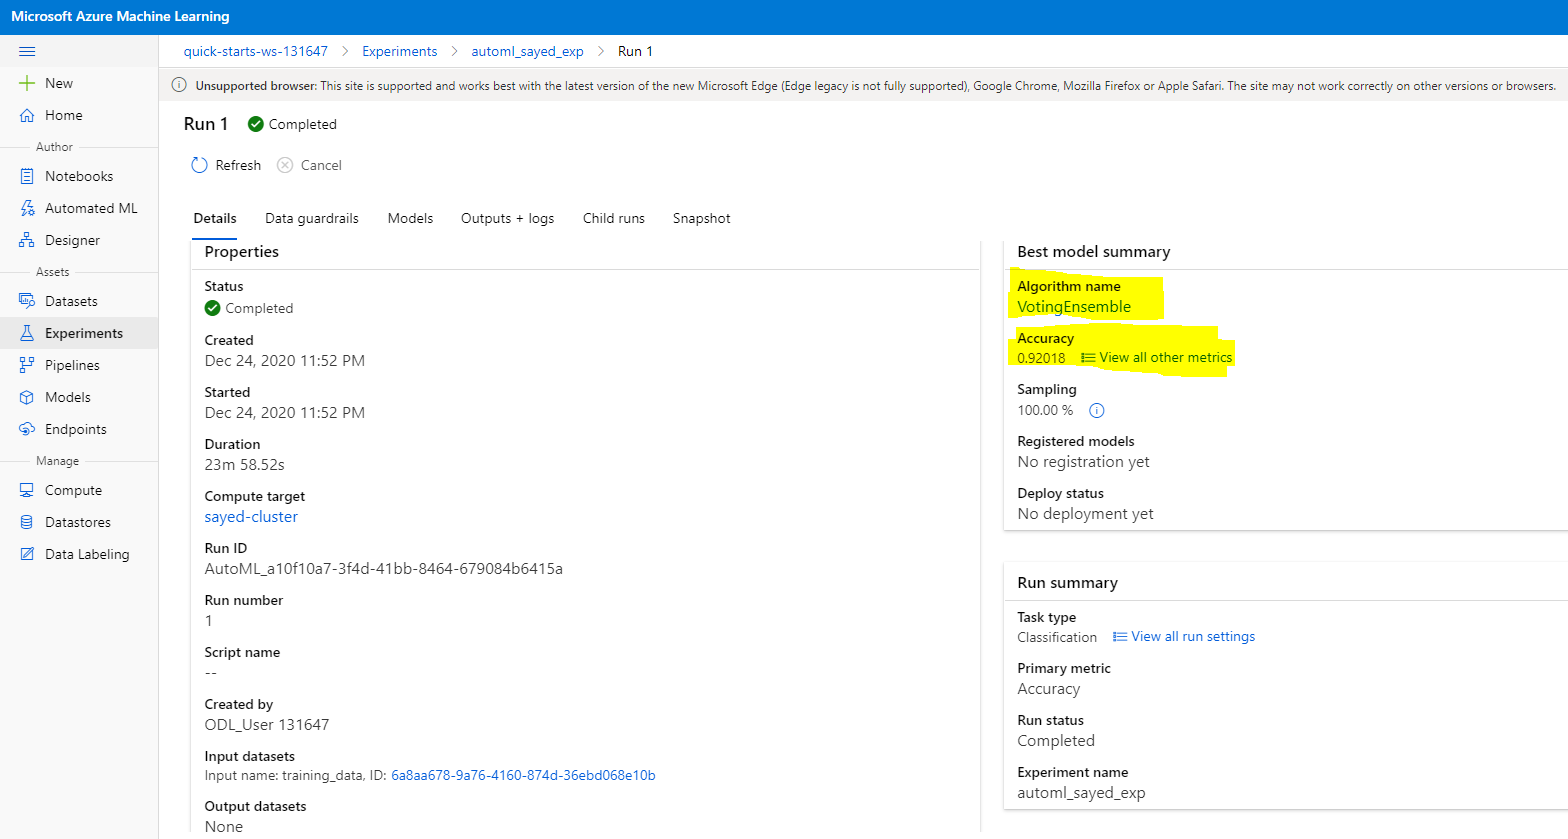 Microsoft Azure Machine Learning
quick-starts-ws-131647 > Experiments > automl_sayed_exp > Run 1
Unsupported browser: This site is supported and works best with the latest version of the new Microsoft Edge (Edge legacy is not fully supported), Google Chrome, Mozilla Firefox or Apple Safari. The site may not work correctly on other versions or browsers.
New
Home
Author
Notebooks
Automated ML
Designer
Assets
Datasets
Experiments
Pipelines
Models
Endpoints
Manage
Compute
Datastores
Data Labeling
Run 1 Completed
Refresh Cancel
Details Data guardrails Models Outputs + logs Child runs Snapshot
Properties
Status
Completed
Created
Dec 24, 2020 11:52 PM
Started
Dec 24, 2020 11:52 PM
Duration
23m 58.52s
Compute target
sayed-cluster
Run ID
AutoML_a10f10a7-3f4d-41bb-8464-679084b6415a
Run number
1
Script name
--
Created by
ODL_User 131647
Input datasets
Input name: training_data, ID: 6a8aa678-9a76-4160-874d-36ebd068e10b
Output datasets
None
Best model summary
Algorithm name
VotingEnsemble
Accuracy
0.92018 View all other metrics
Sampling
100.00 %
Registered models
No registration yet
Deploy status
No deployment yet
Run summary
Task type
Classification View all run settings
Primary metric
Accuracy
Run status
Completed
Experiment name
automl_sayed_exp